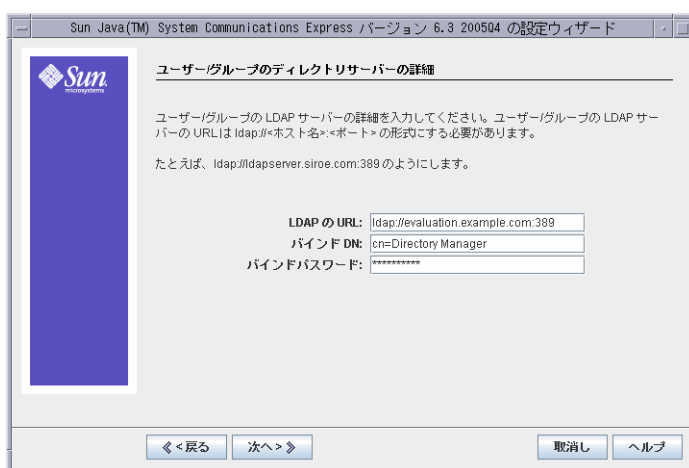 Sun Java(TM) System Communications Express バージョン 6.3 2005Q4 の設定ウィザード
Sun
microsystems
ユーザー/グループのディレクトリサーバーの詳細
ユーザー/グループの LDAP サーバーの詳細を入力してください。ユーザー/グループの LDAP サー
バーの URLは ldap://<ホスト名>:<ポート> の形式にする必要があります。
たとえば、ldap://ldapserver.siroe.com:389 のようにします。
LDAP の URL: ldap://evaluation.example.com:389
バインド DN: cn=Directory Manager
バインドパスワード: **********
<戻る 次へ> 取消し ヘルプ